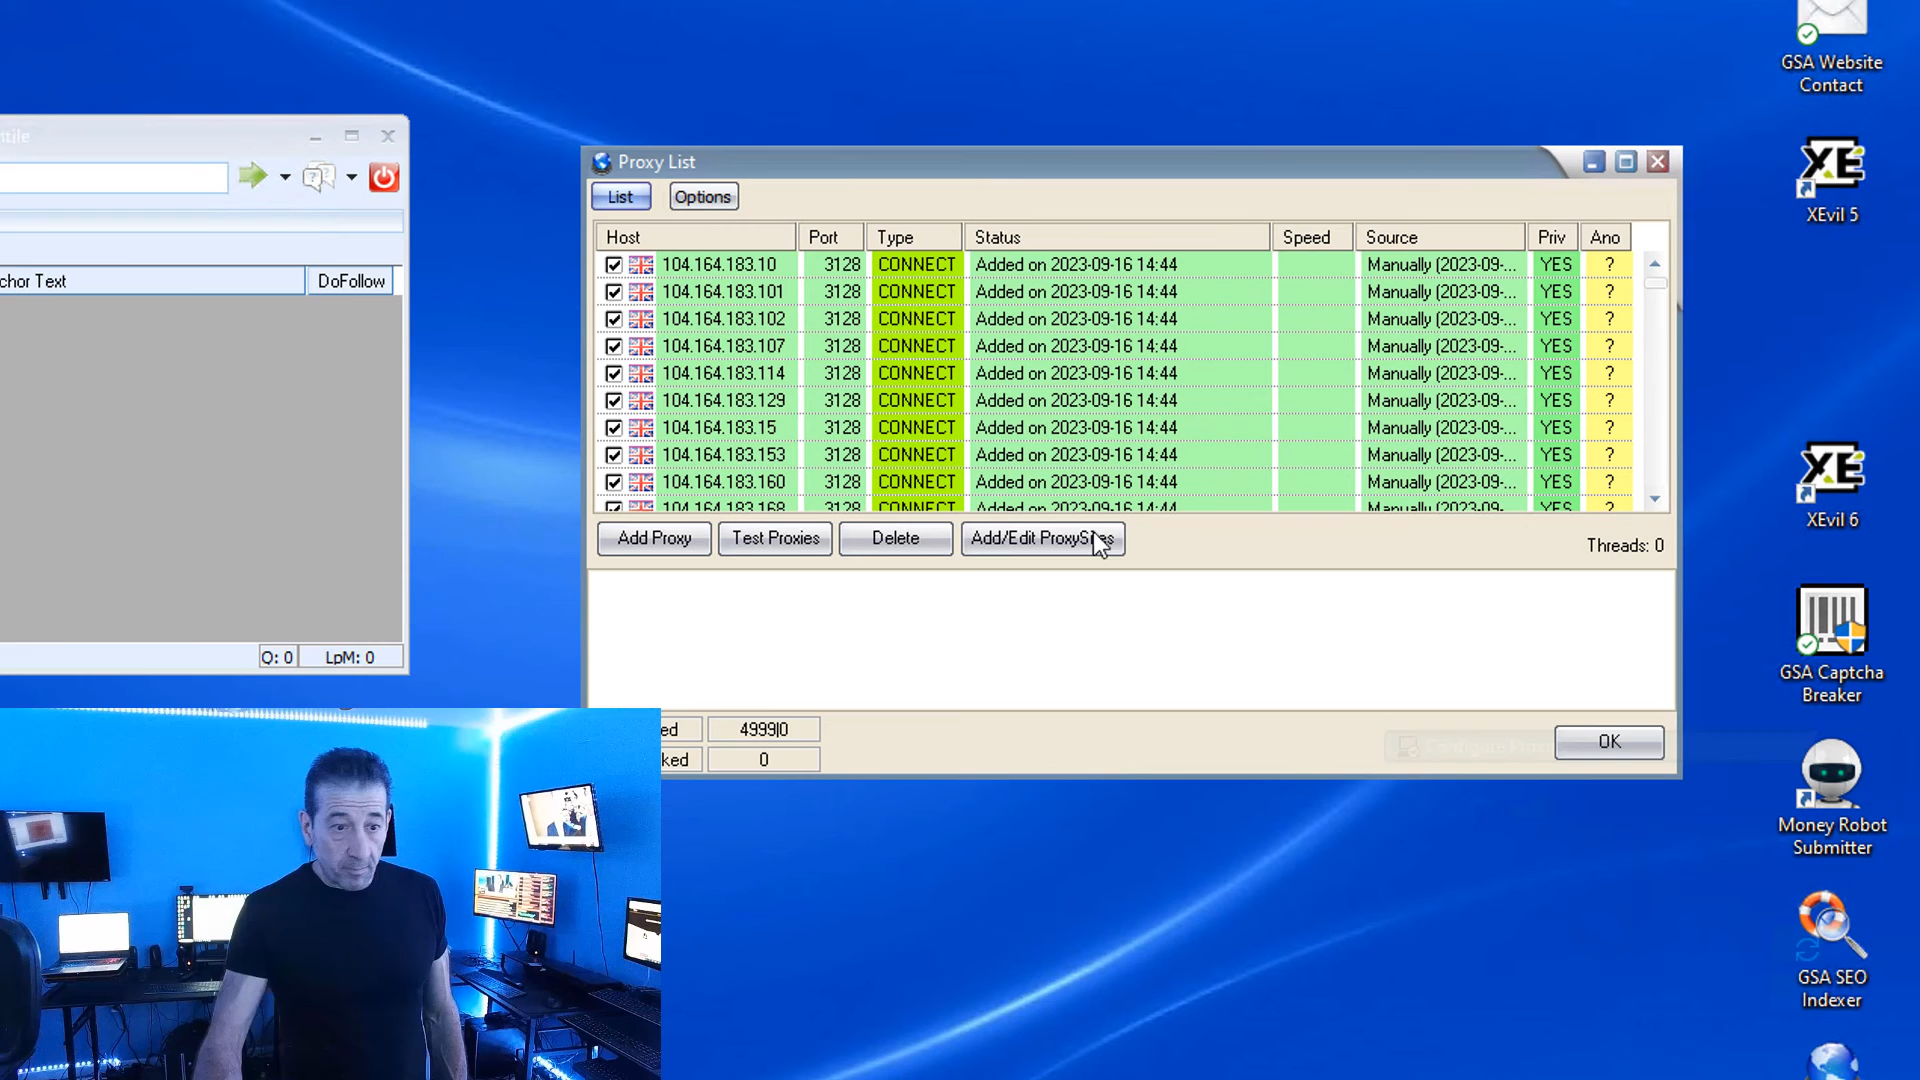 GSA Website
Contact
XEvil 5
XEvil 6
GSA Captcha
Breaker
Money Robot
Submitter
GSA SEO
Indexer
chor Text DoFollow
Q: 0 LpM: 0
Proxy List
List Options
Host Port Type Status Speed Source Priv Ano
104.164.183.10 3128 CONNECT Added on 2023-09-16 14:44 Manually (2023-09-... YES ?
104.164.183.101 3128 CONNECT Added on 2023-09-16 14:44 Manually (2023-09-... YES ?
104.164.183.102 3128 CONNECT Added on 2023-09-16 14:44 Manually (2023-09-... YES ?
104.164.183.107 3128 CONNECT Added on 2023-09-16 14:44 Manually (2023-09-... YES ?
104.164.183.114 3128 CONNECT Added on 2023-09-16 14:44 Manually (2023-09-... YES ?
104.164.183.129 3128 CONNECT Added on 2023-09-16 14:44 Manually (2023-09-... YES ?
104.164.183.15 3128 CONNECT Added on 2023-09-16 14:44 Manually (2023-09-... YES ?
104.164.183.153 3128 CONNECT Added on 2023-09-16 14:44 Manually (2023-09-... YES ?
104.164.183.160 3128 CONNECT Added on 2023-09-16 14:44 Manually (2023-09-... YES ?
104.164.183.168 3128 CONNECT Added on 2023-09-16 14:44 Manually (2023-09-... YES ?
Add Proxy Test Proxies Delete Add/Edit Threads: 0
ed 4999|0
ked 0
OK